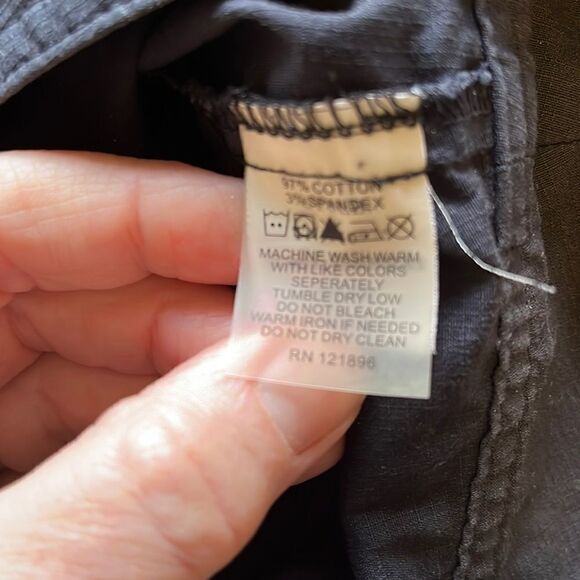 97% COTTON
3% SPANDEX
MACHINE WASH WARM
WITH LIKE COLORS
SEPERATELY
TUMBLE DRY LOW
DO NOT BLEACH
WARM IRON IF NEEDED
DO NOT DRY CLEAN
RN 121896